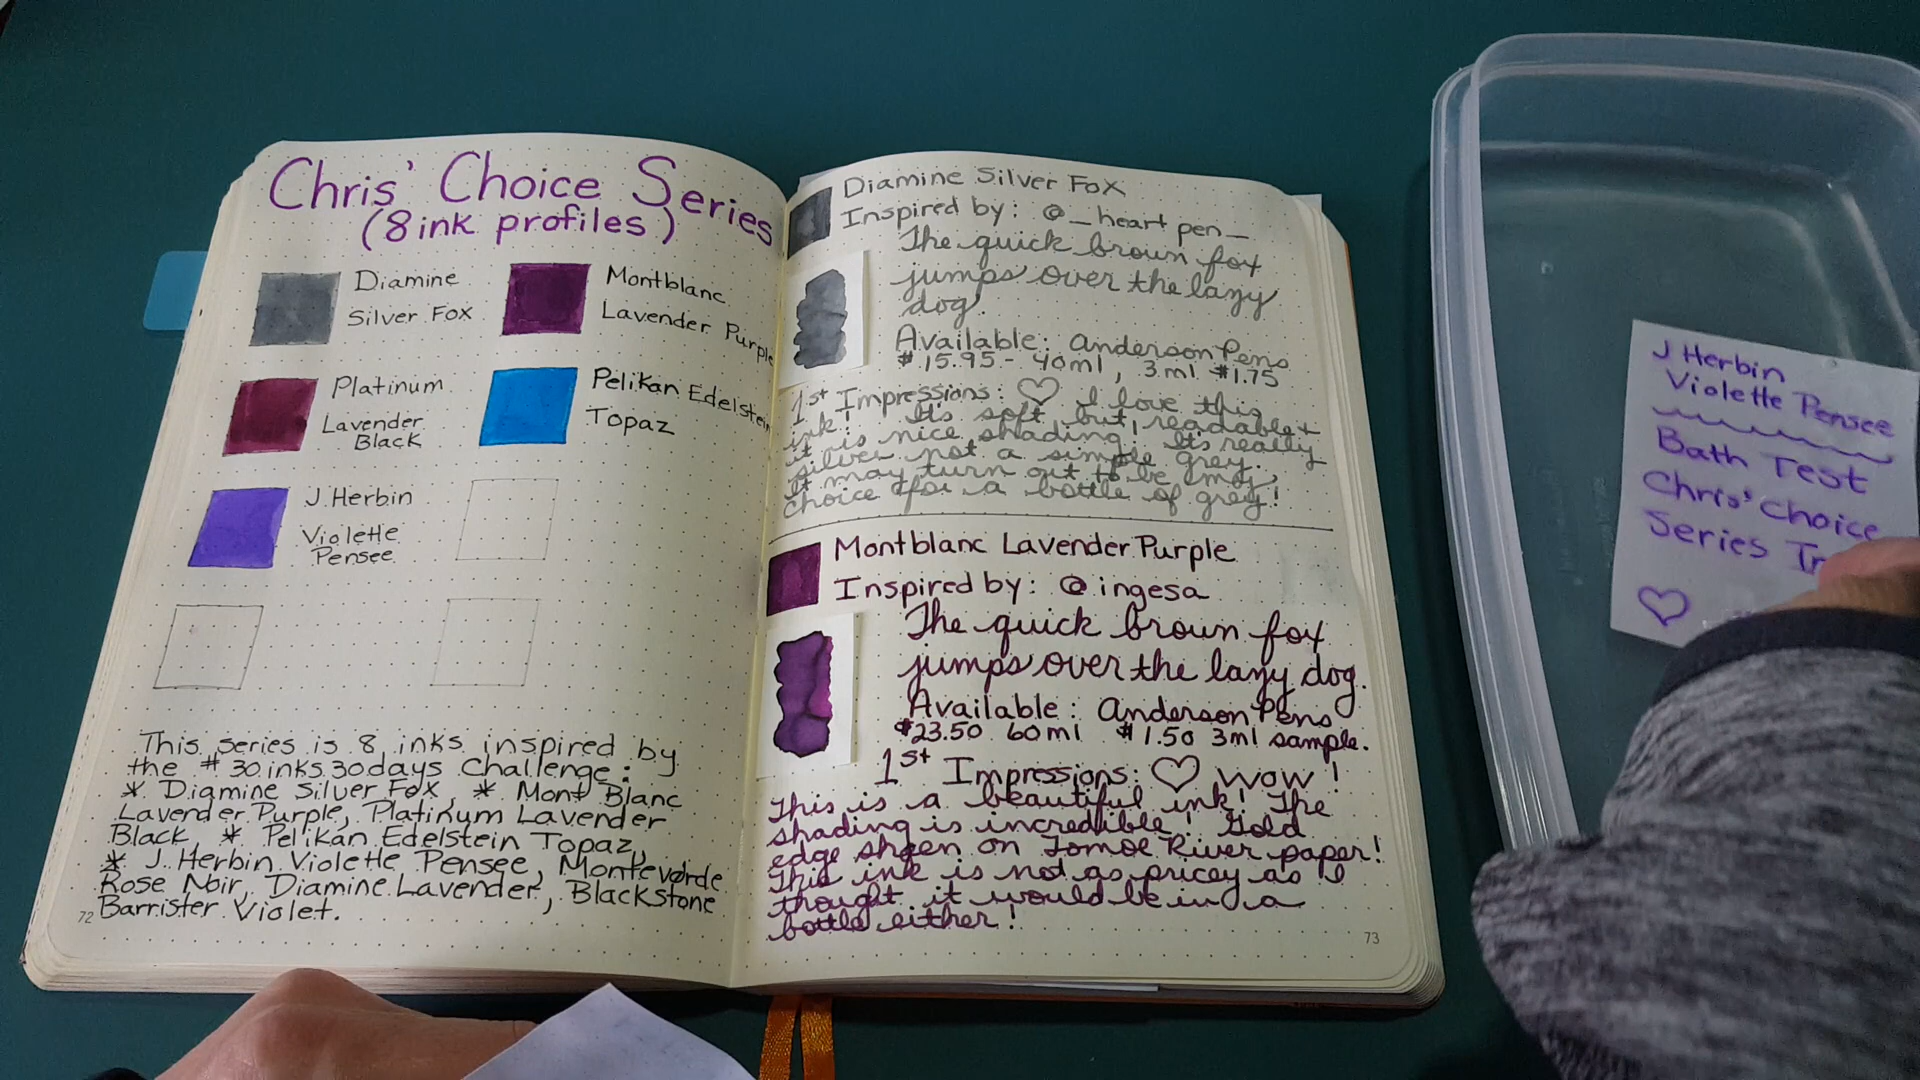 Chris' Choice Series
(8 ink profiles)
Diamine
Silver Fox
Montblanc
Lavender Purple
Platinum
Lavender
Black
Pelikan Edelstein
Topaz
J. Herbin
Violette
Pensee
This series is 8 inks inspired by
the #30inks30days Challenge:
* Diamine Silver Fox, * Mont Blanc
Lavender Purple, Platinum Lavender
Black * Pelikan Edelstein Topaz,
* J. Herbin Violette Pensee, Monteverde
Rose Noir, Diamine Lavender, Blackstone
Barrister Violet.
72
Diamine Silver Fox
Inspired by: @_heart pen_
The quick brown fox
jumps over the lazy
dog.
Available: Anderson Pens
$15.95 - 40ml, 3ml $1.75
1st Impressions: ♡ I love this
ink! It's soft but readable +
it is nice shading. It's really
silver not a simple grey.
It may turn out to be my
choice for a bottle of grey!
Montblanc Lavender Purple
Inspired by: @ingesa
The quick brown fox
jumps over the lazy dog.
Available: Anderson Pens
$23.50 60ml $1.50 3ml sample.
1st Impressions: ♡ wow!
This is a beautiful ink! The
shading is incredible! Gold
edge sheen on Tomoe River paper!
This ink is not as pricey as I
thought it would be in a
bottle either!
73
J Herbin
Violette Pensee
Bath Test
Chris' Choice
Series
♡